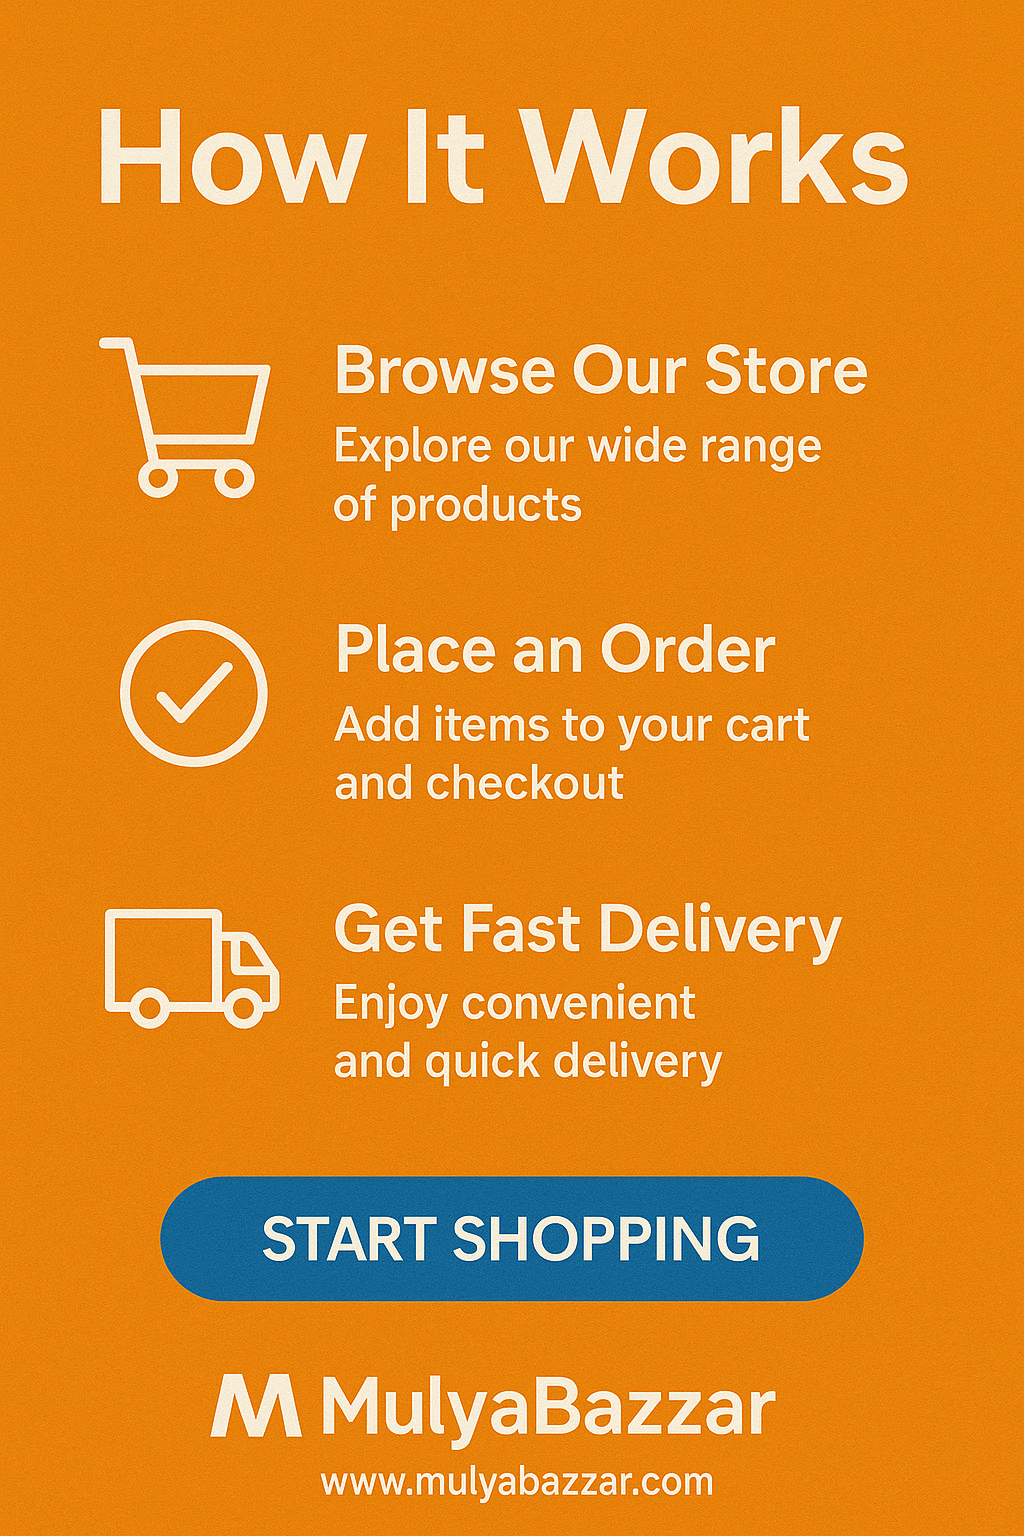 How It Works
Browse Our Store
Explore our wide range
of products
Place an Order
Add items to your cart
and checkout
Get Fast Delivery
Enjoy convenient
and quick delivery
START SHOPPING
M MulyaBazzar
www.mulyabazzar.com